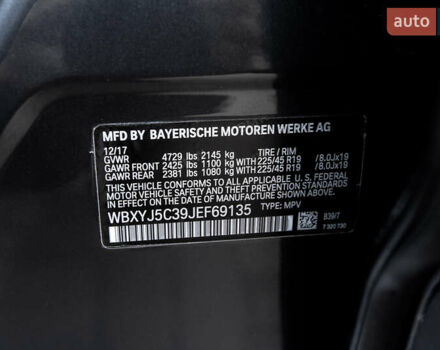 auto
MFD BY BAYERISCHE MOTOREN WERKE AG
12/17 TIRE / RIM
GVWR 4729 lbs 2145 kg
GAWR FRONT 2425 lbs 1100 kg WITH 225/45 R19 /8.0Jx19
GAWR REAR 2381 lbs 1080 kg WITH 225/45 R19 /8.0Jx19
THIS VEHICLE CONFORMS TO ALL APPLICABLE U. S. FEDERAL
MOTOR VEHICLE SAFETY, BUMPER, AND THEFT PREVENTION
STANDARDS IN EFFECT ON THE DATE OF MANUFACTURE
SHOWN ABOVE.
WBXYJ5C39JEF69135 TYPE: MPV
B39/7
7 320 730